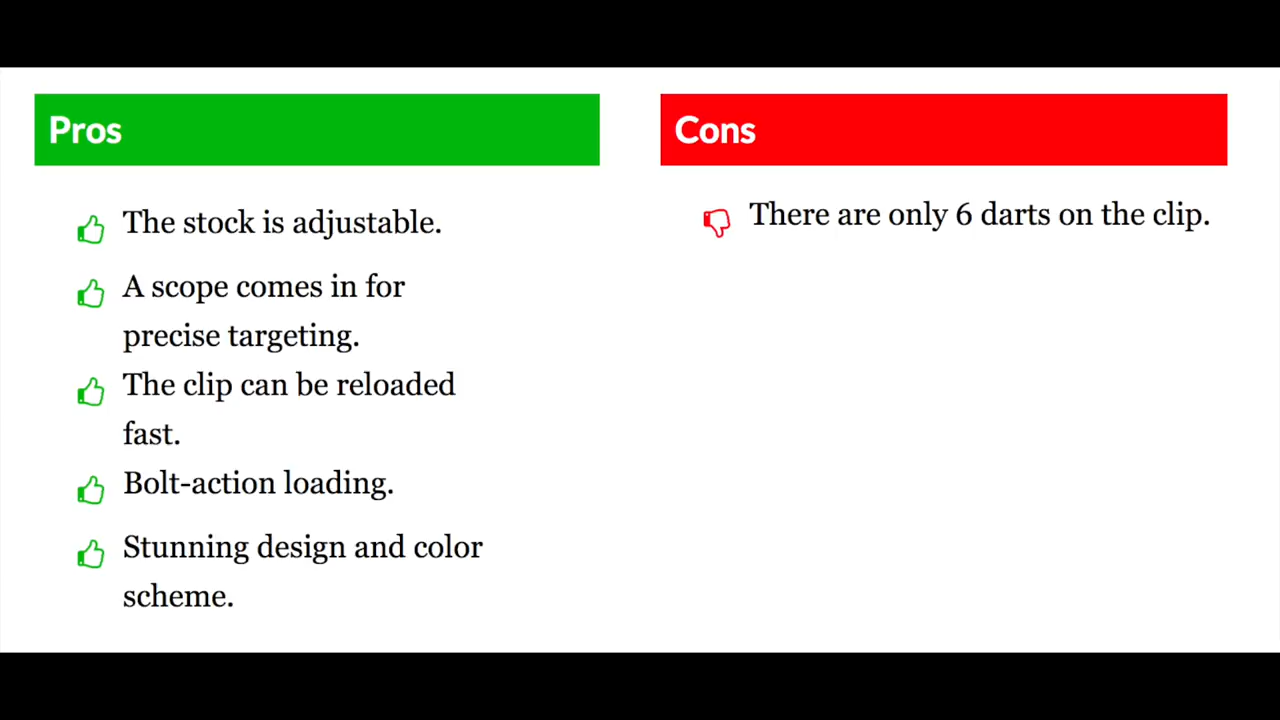 Pros
The stock is adjustable.
A scope comes in for
precise targeting.
The clip can be reloaded
fast.
Bolt-action loading.
Stunning design and color
scheme.
Cons
There are only 6 darts on the clip.